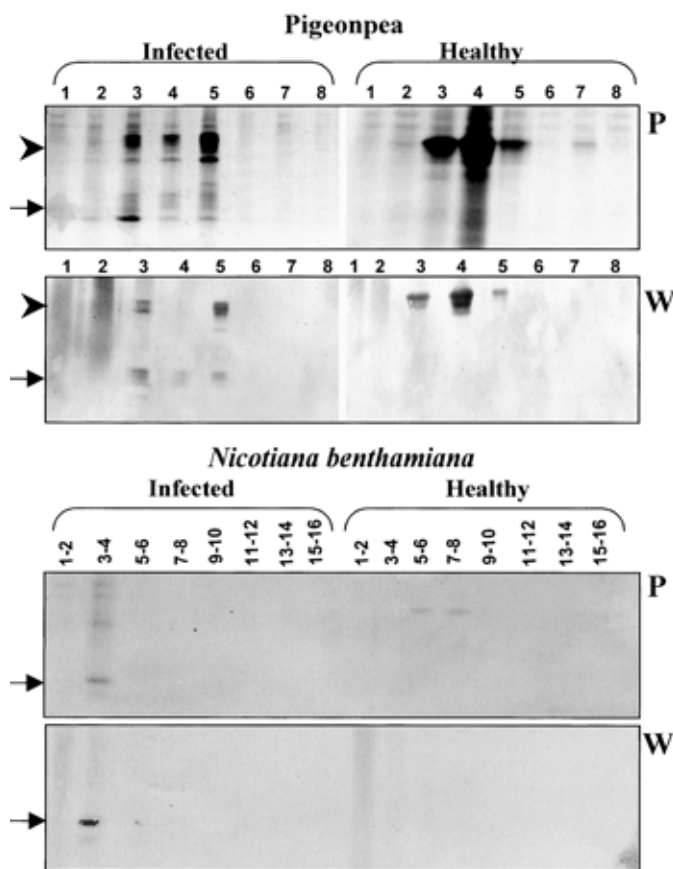 Pigeonpea
Infected Healthy
1 2 3 4 5 6 7 8 1 2 3 4 5 6 7 8
P
1 2 3 4 5 6 7 8 1 2 3 4 5 6 7 8
W
Nicotiana benthamiana
Infected Healthy
1-2 3-4 5-6 7-8 9-10 11-12 13-14 15-16 1-2 3-4 5-6 7-8 9-10 11-12 13-14 15-16
P
W